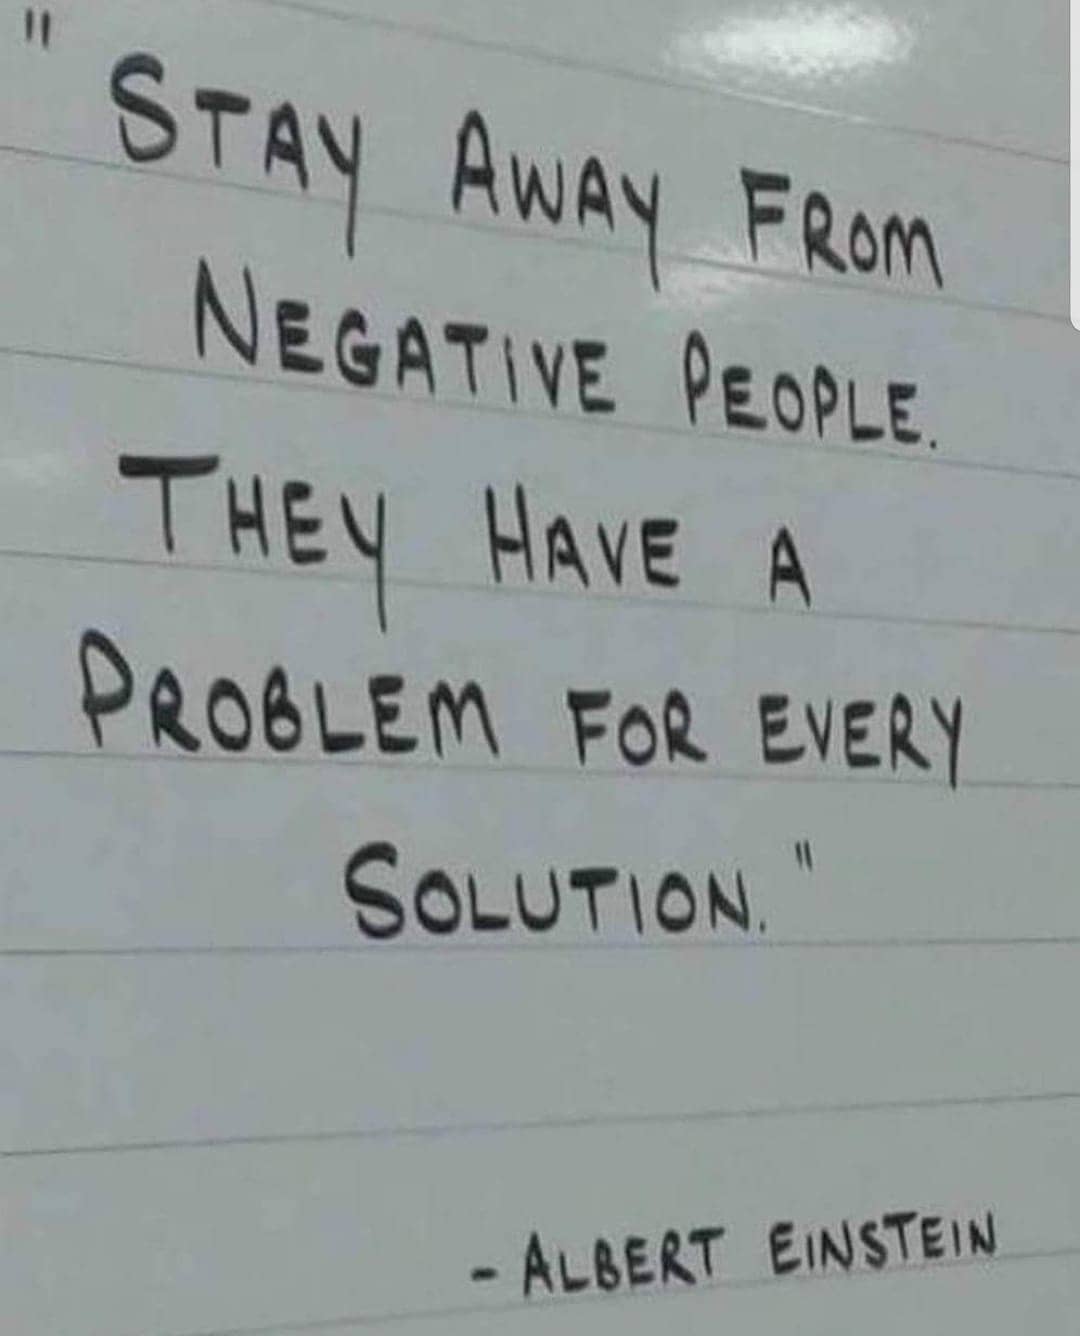 " STAY AWAY FROM
NEGATIVE PEOPLE.
THEY HAVE A
PROBLEM FOR EVERY
SOLUTION."
- ALBERT EINSTEIN